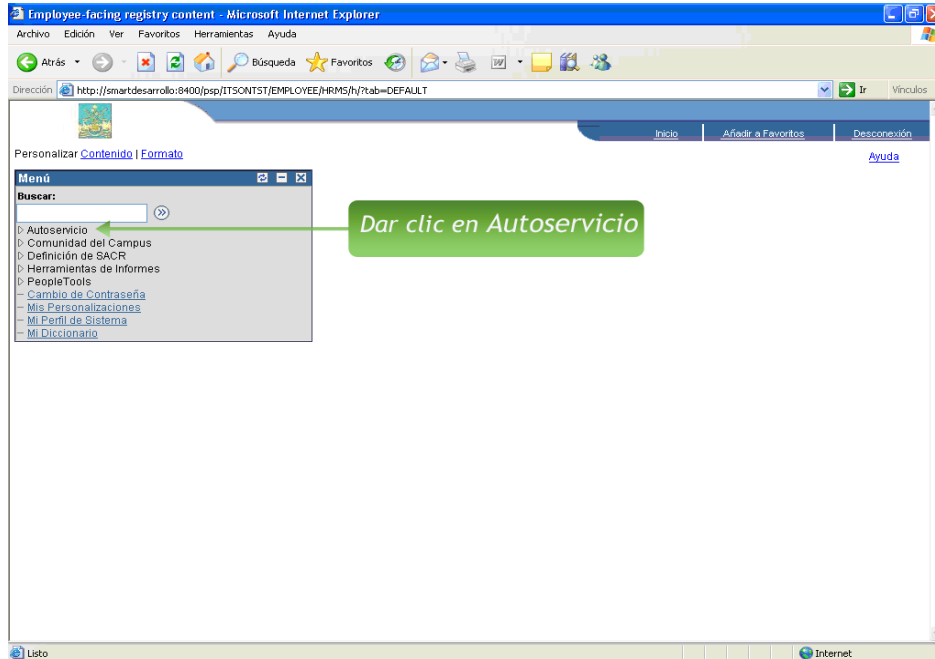 Employee-facing registry content - Microsoft Internet Explorer
Archivo Edición Ver Favoritos Herramientas Ayuda
Atrás Búsqueda Favoritos
Dirección http://smartdesarrollo:8400/psp/ITSONTST/EMPLOYEE/HRMS/h/?tab=DEFAULT Ir Vínculos
Inicio Añadir a Favoritos Desconexión
Personalizar Contenido | Formato Ayuda
Menú
Buscar:
Autoservicio
Dar clic en Autoservicio
Comunidad del Campus
Definición de SACR
Herramientas de Informes
PeopleTools
Cambio de Contraseña
Mis Personalizaciones
Mi Perfil de Sistema
Mi Diccionario
Listo Internet